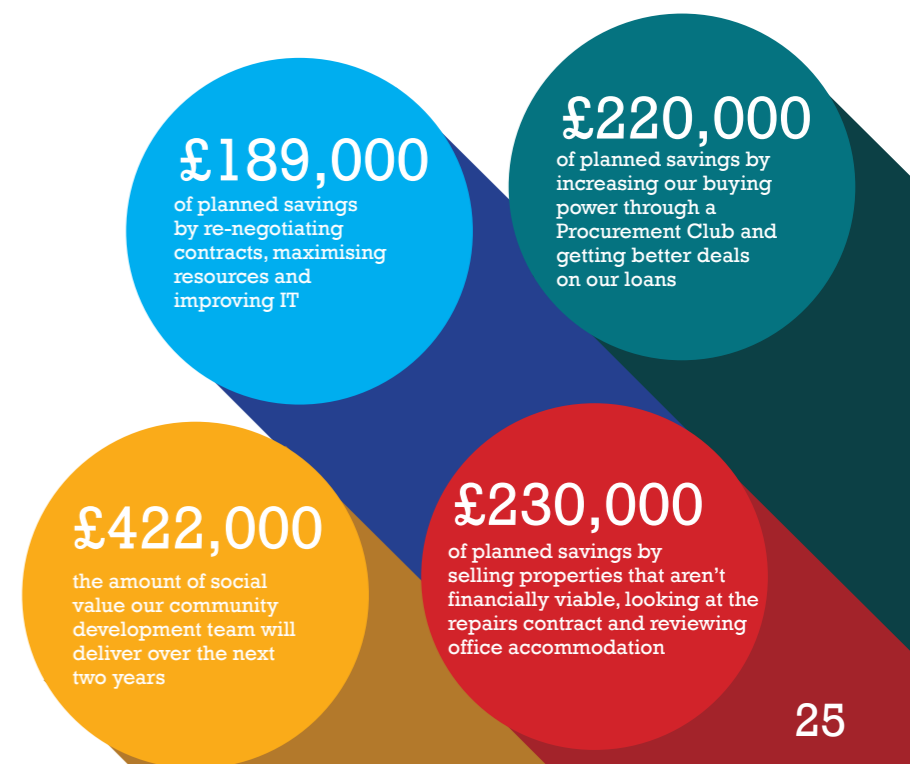 £189,000
of planned savings
by re-negotiating
contracts, maximising
resources and
improving IT
£220,000
of planned savings by
increasing our buying
power through a
Procurement Club and
getting better deals
on our loans
£422,000
the amount of social
value our community
development team will
deliver over the next
two years
£230,000
of planned savings by
selling properties that aren’t
financially viable, looking at the
repairs contract and reviewing
office accommodation
25